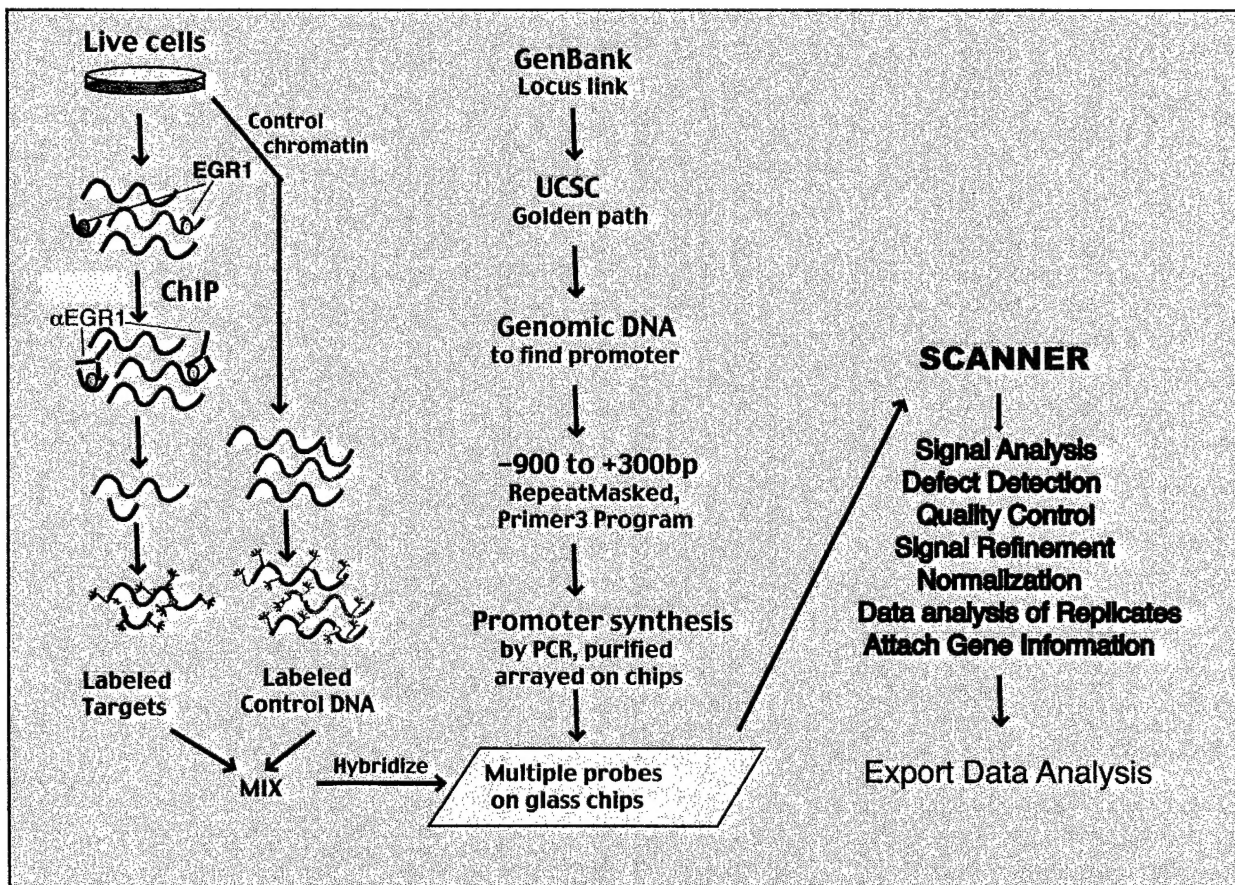 Live cells
Control
chromatin
EGR1
ChIP
αEGR1
Labeled
Targets
Labeled
Control DNA
MIX
Hybridize
GenBank
Locus link
UCSC
Golden path
Genomic DNA
to find promoter
–900 to +300bp
RepeatMasked,
Primer3 Program
Promoter synthesis
by PCR, purified
arrayed on chips
Multiple probes
on glass chips
SCANNER
Signal Analysis
Defect Detection
Quality Control
Signal Refinement
Normalization
Data analysis of Replicates
Attach Gene Information
Export Data Analysis